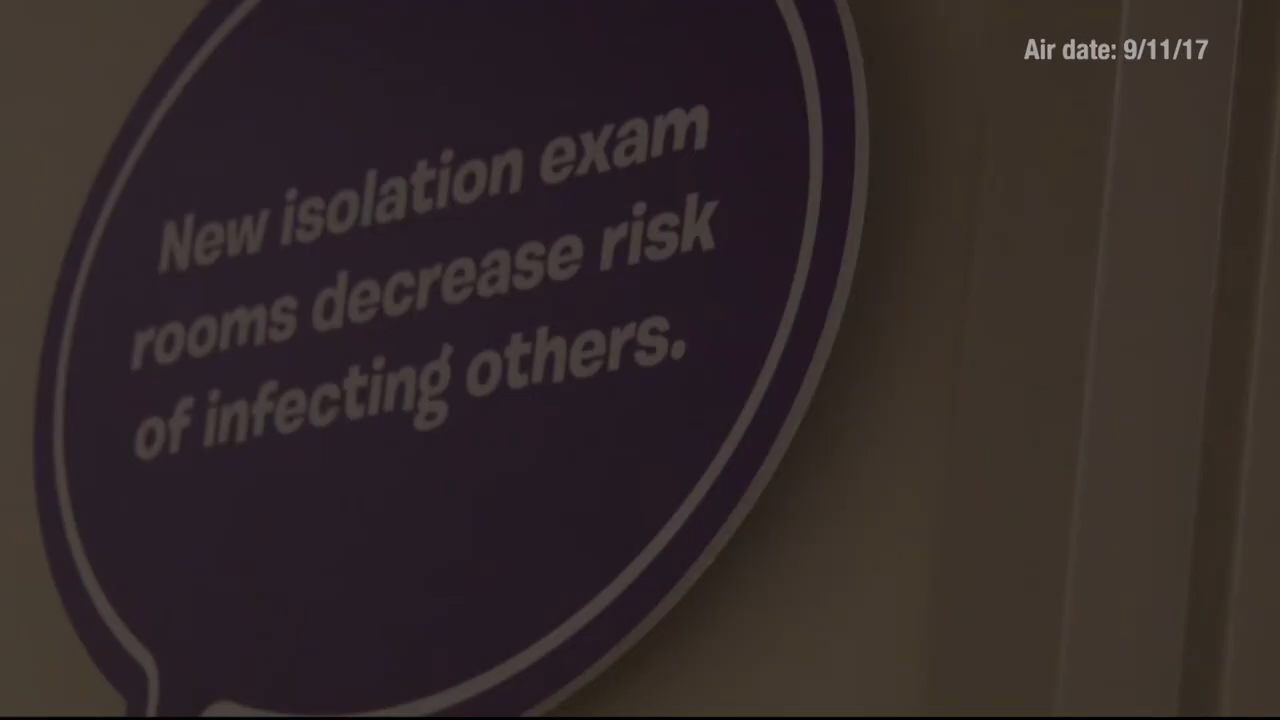 Air date: 9/11/17
New isolation exam
rooms decrease risk
of infecting others.